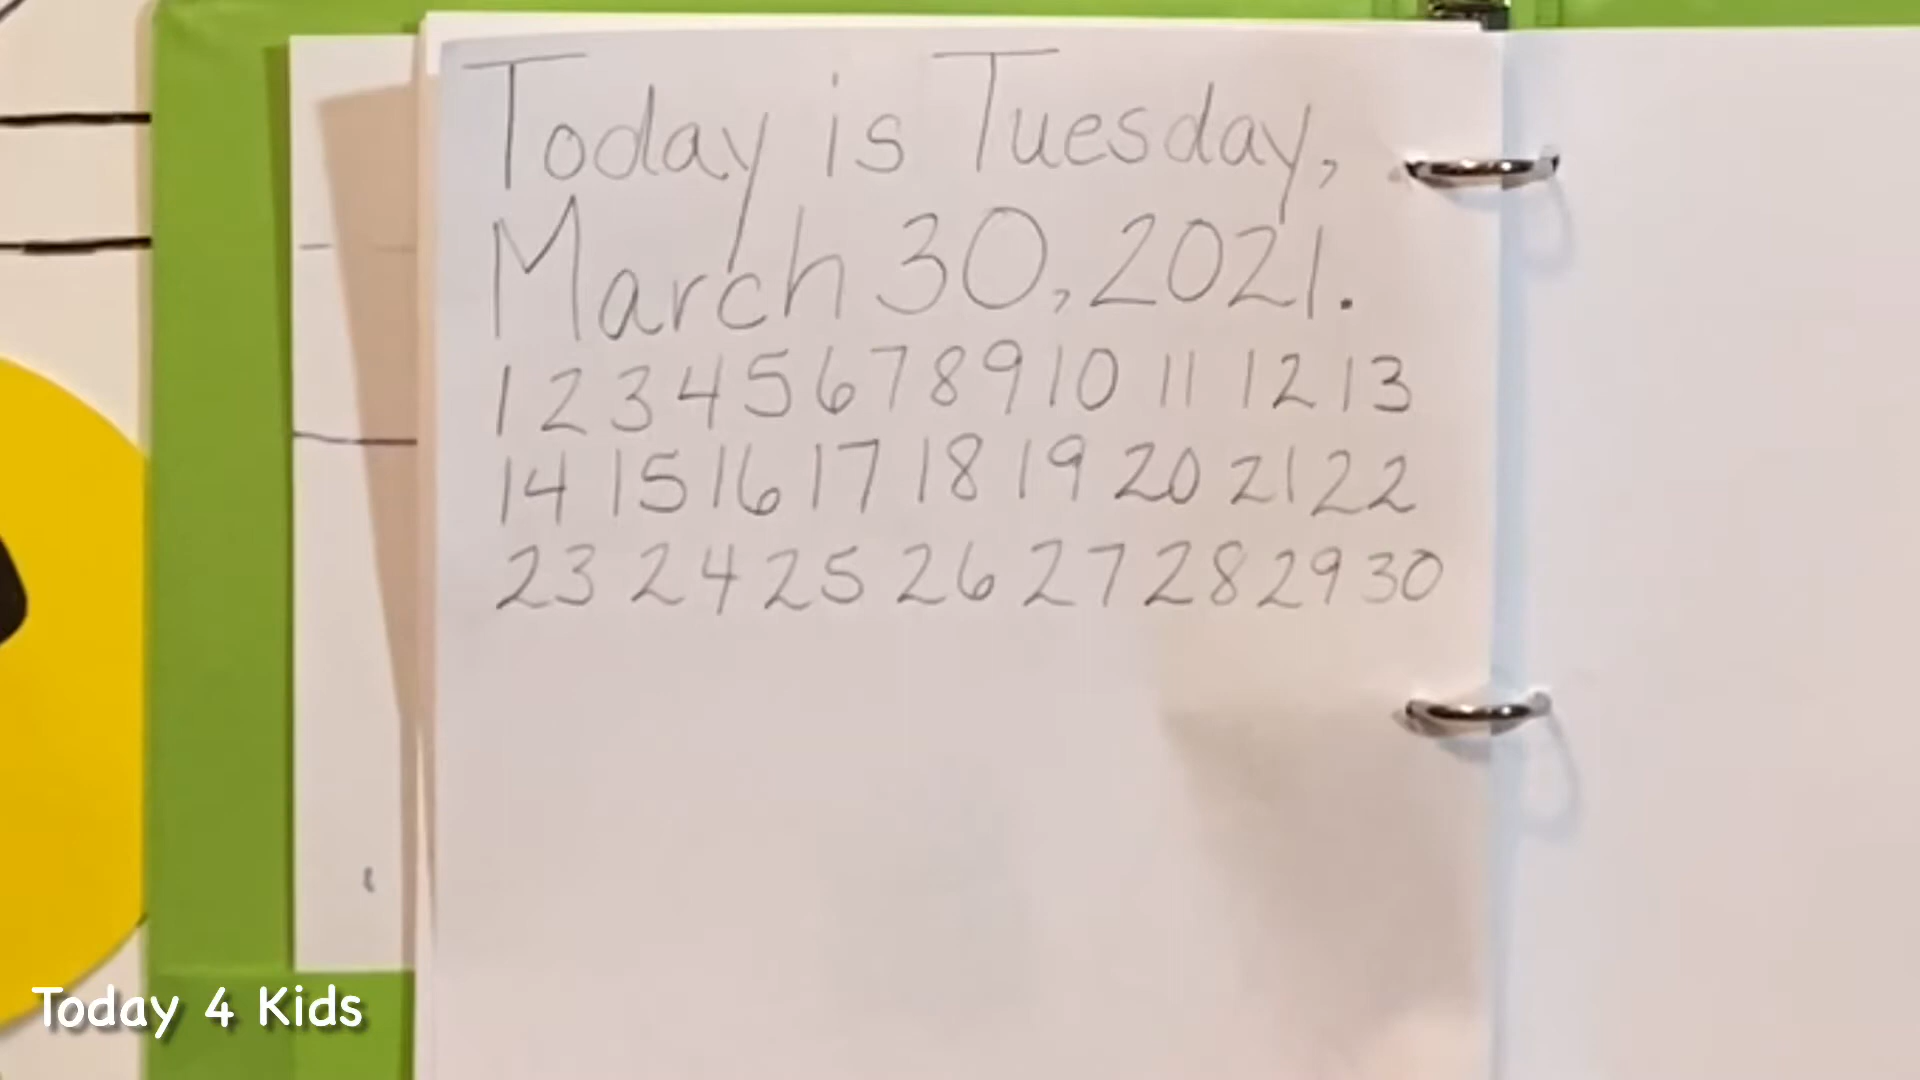 Today is Tuesday,
March 30, 2021.
1 2 3 4 5 6 7 8 9 10 11 12 13
14 15 16 17 18 19 20 21 22
23 24 25 26 27 28 29 30
Today 4 Kids